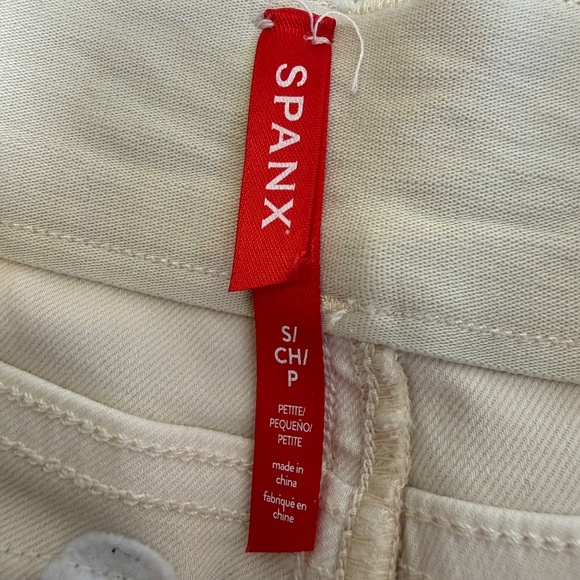 SPANX
S/
CH/
P
PETITE/
PEQUEÑO/
PETITE
made in
china
fabriqué en
chine